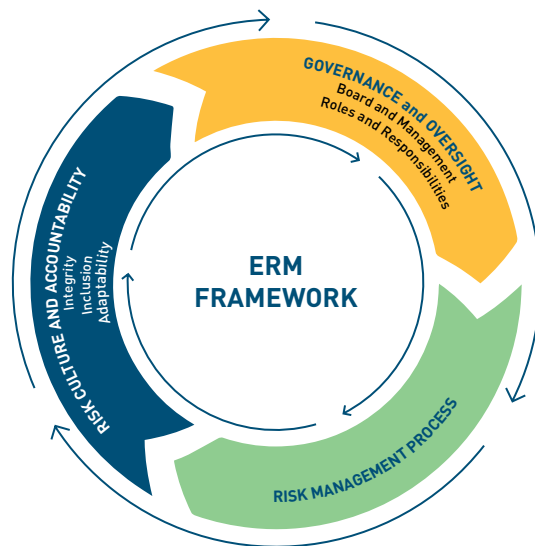 GOVERNANCE and OVERSIGHT
Board and Management
Roles and Responsibilities
RISK CULTURE AND ACCOUNTABILITY
Integrity
Inclusion
Adaptability
ERM
FRAMEWORK
RISK MANAGEMENT PROCESS